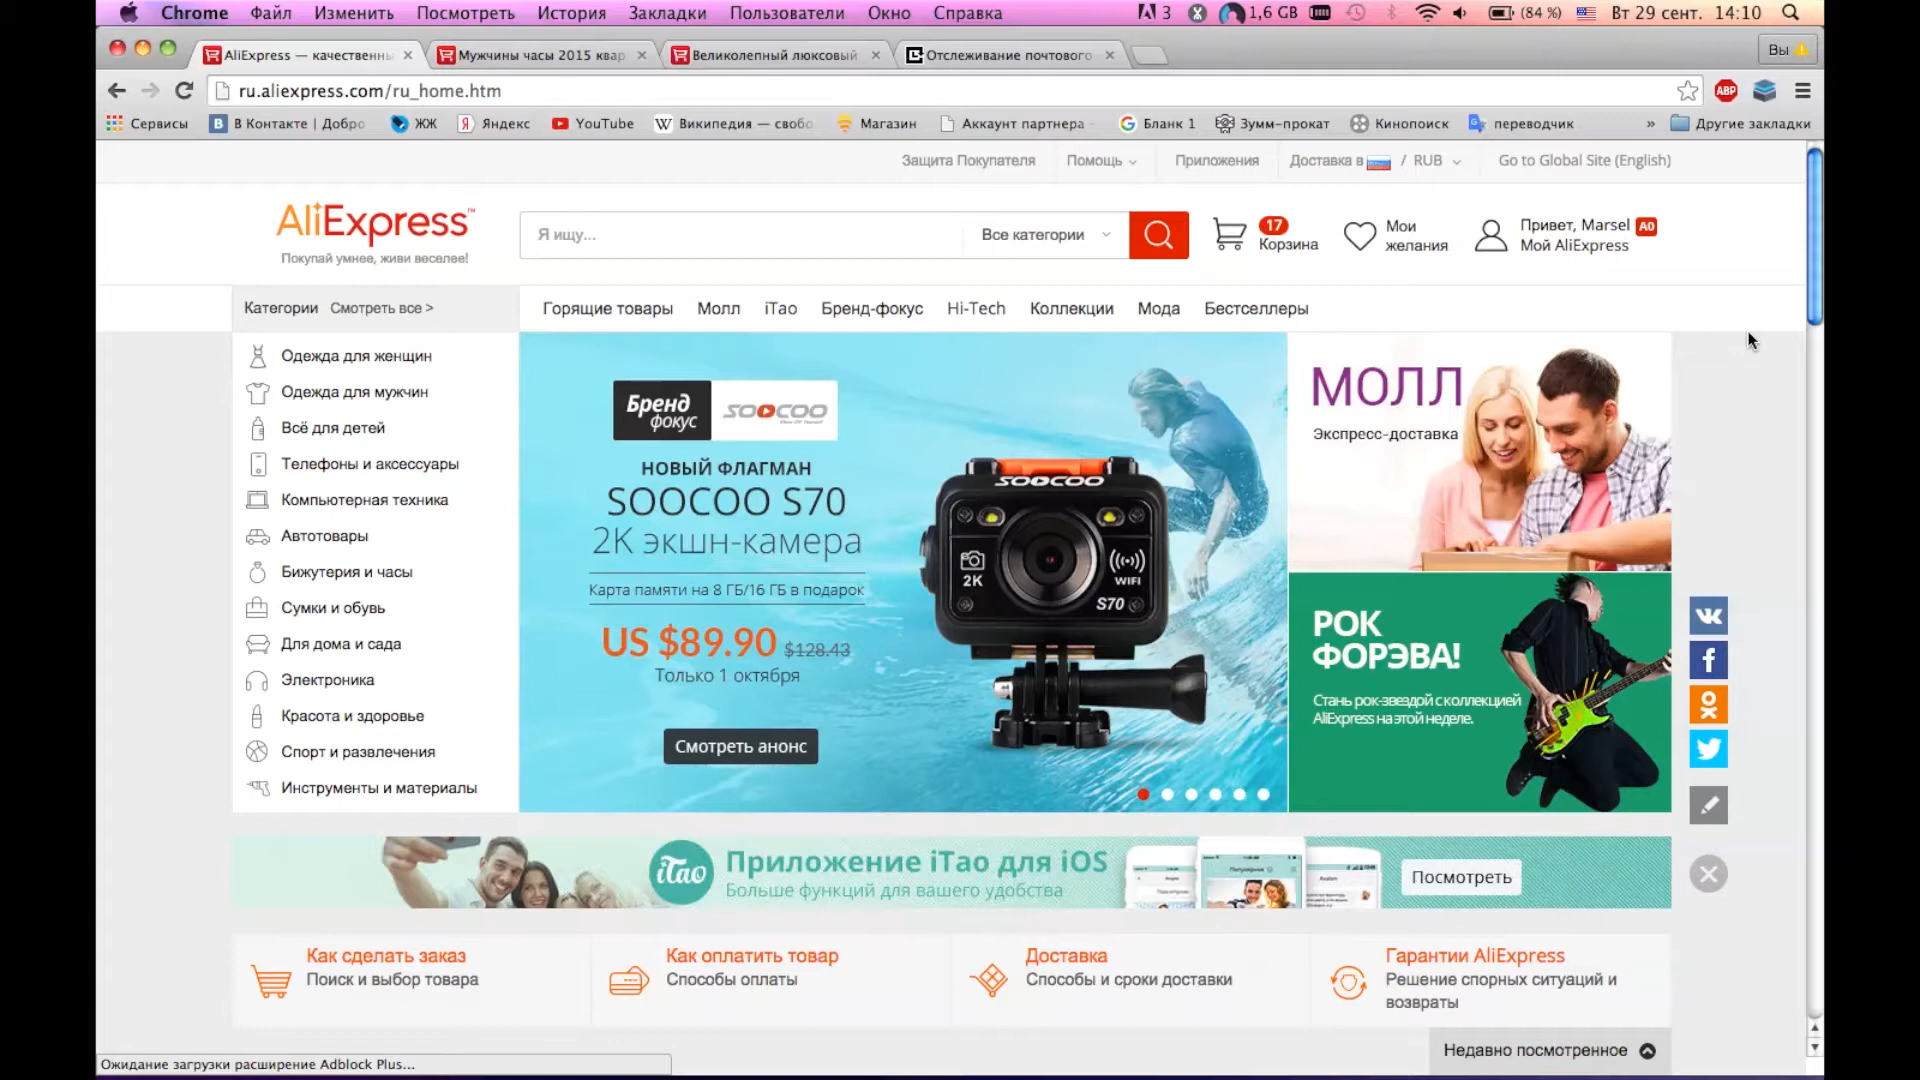 Chrome Файл Изменить Посмотреть История Закладки Пользователи Окно Справка 3 1,6 GB (84 %) Вт 29 сент. 14:10
AliExpress — качественны Мужчины часы 2015 квар Великолепный люксовый Отслеживание почтового Вы
ru.aliexpress.com/ru_home.htm ABP
Сервисы В Контакте | Добро ЖЖ Яндекс YouTube Википедия — свобо Магазин Аккаунт партнера Бланк 1 Зумм-прокат Кинопоиск переводчик » Другие закладки
Защита Покупателя Помощь Приложения Доставка в / RUB Go to Global Site (English)
AliExpress™
Покупай умнее, живи веселее!
Я ищу... Все категории
17 Корзина
Мои желания
Привет, Marsel A0
Мой AliExpress
Категории Смотреть все >
Горящие товары Молл iTao Бренд-фокус Hi-Tech Коллекции Мода Бестселлеры
Одежда для женщин
Одежда для мужчин
Всё для детей
Телефоны и аксессуары
Компьютерная техника
Автотовары
Бижутерия и часы
Сумки и обувь
Для дома и сада
Электроника
Красота и здоровье
Спорт и развлечения
Инструменты и материалы
Бренд фокус SOOCOO
НОВЫЙ ФЛАГМАН
SOOCOO S70
2K экшн-камера
Карта памяти на 8 ГБ/16 ГБ в подарок
US $89.90 $128.43
Только 1 октября
Смотреть анонс
SOOCOO
2K
WIFI
S70
МОЛЛ
Экспресс-доставка
РОК
ФОРЭВА!
Стань рок-звездой с коллекцией
AliExpress на этой неделе.
iTao
Приложение iTao для iOS
Больше функций для вашего удобства
Посмотреть
Как сделать заказ
Поиск и выбор товара
Как оплатить товар
Способы оплаты
Доставка
Способы и сроки доставки
Гарантии AliExpress
Решение спорных ситуаций и
возвраты
Недавно посмотренное
Ожидание загрузки расширение Adblock Plus...